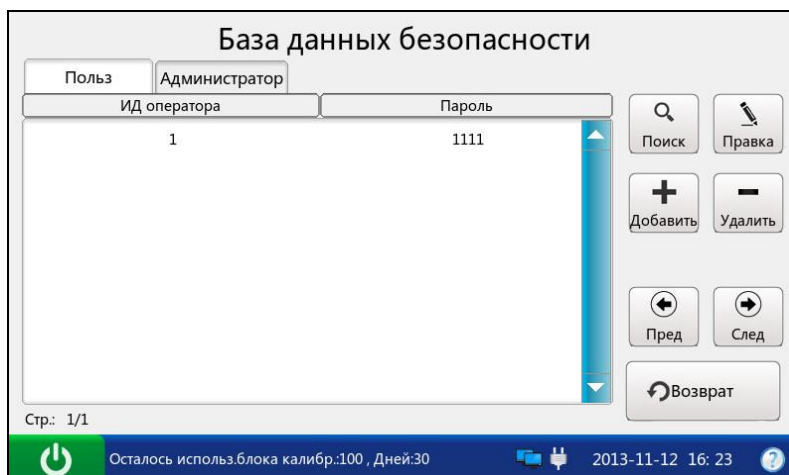 База данных безопасности
Польз Администратор
ИД оператора Пароль
1 1111
Поиск Правка
Добавить Удалить
Пред След
Возврат
Стр.: 1/1
Осталось использ.блока калибр.:100 , Дней:30 2013-11-12 16: 23 ?